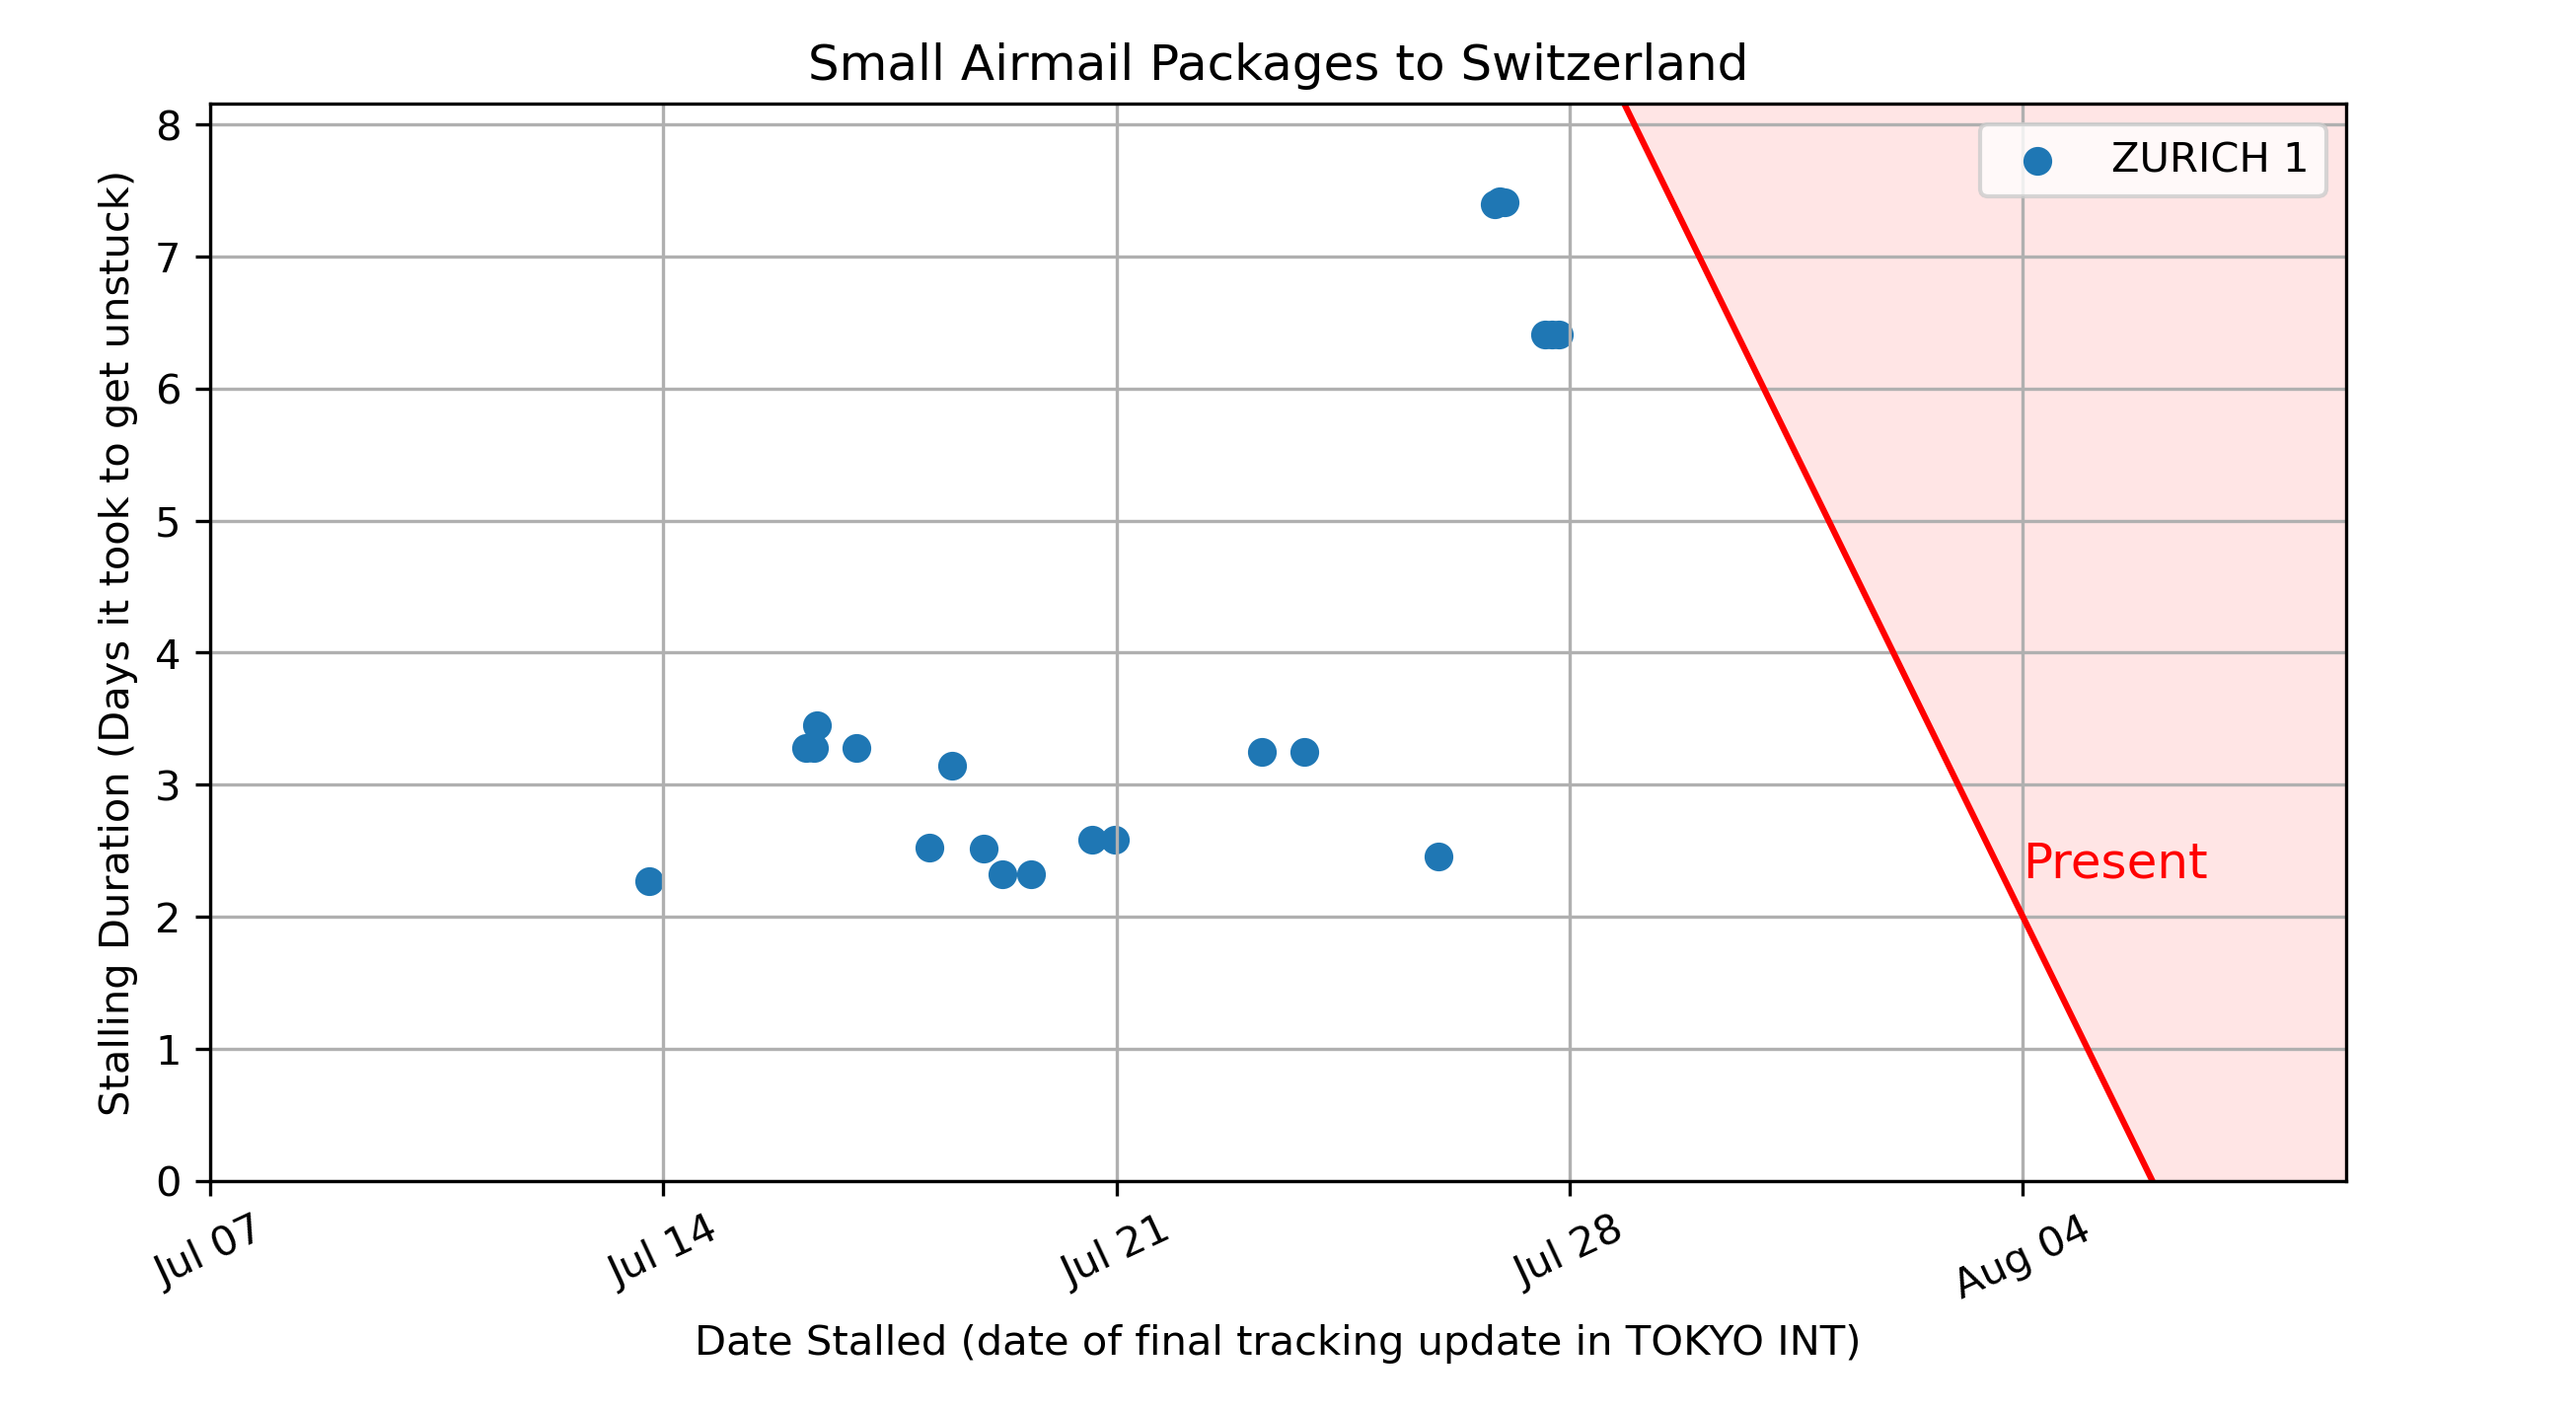 Small Airmail Packages to Switzerland
ZURICH 1
Stalling Duration (Days it took to get unstuck)
8
7
6
5
4
3
2
1
0
Present
Jul 07
Jul 14
Jul 21
Jul 28
Aug 04
Date Stalled (date of final tracking update in TOKYO INT)